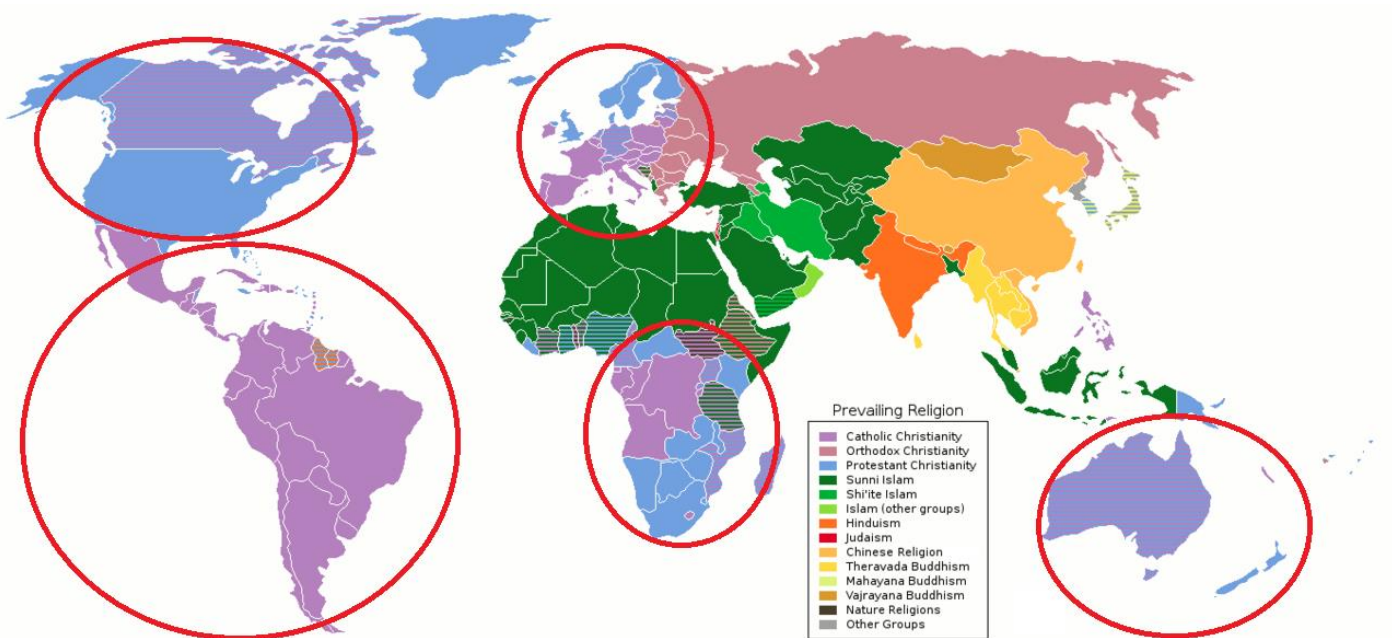 Prevailing Religion
Catholic Christianity
Orthodox Christianity
Protestant Christianity
Sunni Islam
Shi'ite Islam
Islam (other groups)
Hinduism
Judaism
Chinese Religion
Theravada Buddhism
Mahayana Buddhism
Vajrayana Buddhism
Nature Religions
Other Groups